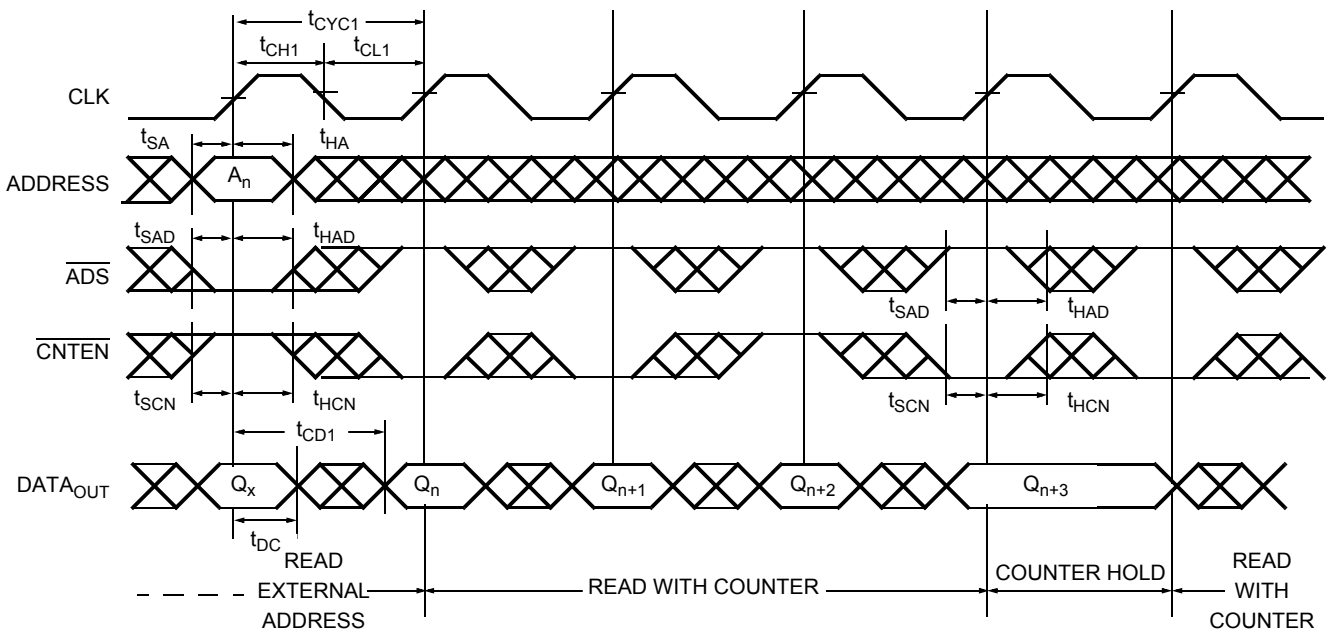 tCYC1
tCH1 tCL1
CLK
tSA tHA
ADDRESS An
tSAD tHAD
ADS
tSAD tHAD
CNTEN
tSCN tHCN tSCN tHCN
tCD1
DATAOUT Qx Qn Qn+1 Qn+2 Qn+3
tDC
READ EXTERNAL ADDRESS
READ WITH COUNTER
COUNTER HOLD
READ WITH COUNTER